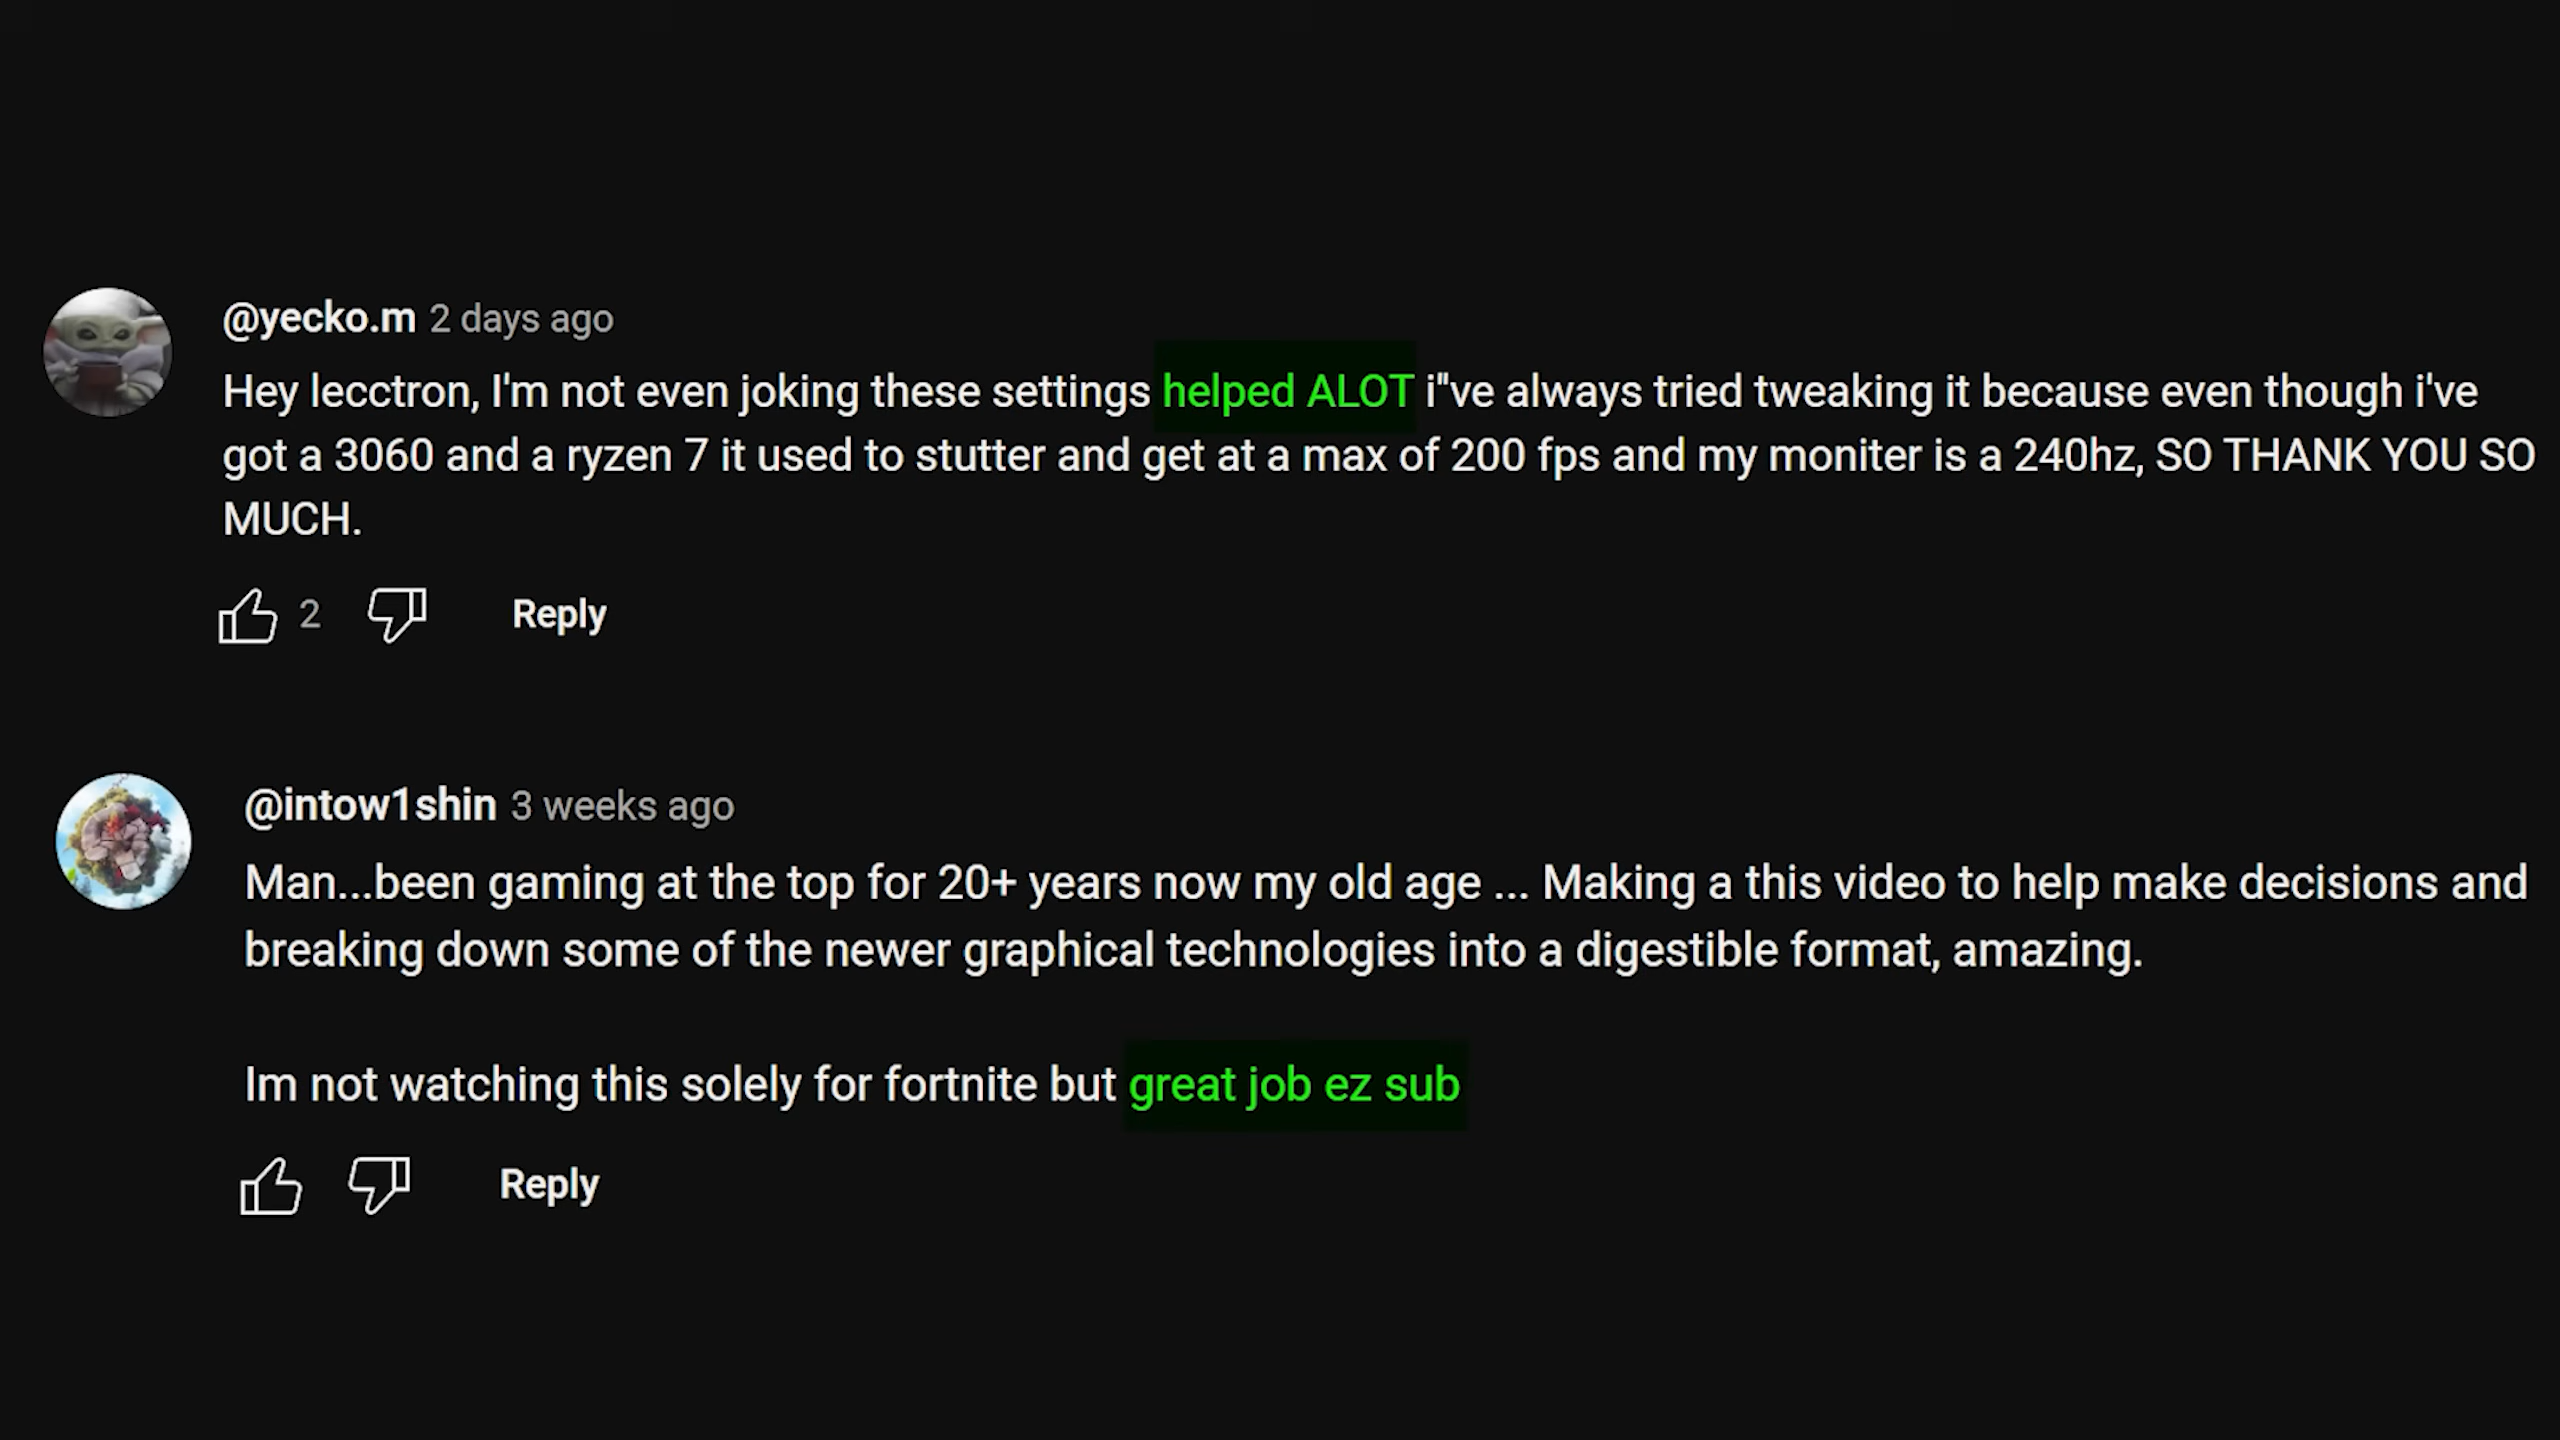 @yecko.m 2 days ago
Hey lecctron, I'm not even joking these settings helped ALOT i"ve always tried tweaking it because even though i've
got a 3060 and a ryzen 7 it used to stutter and get at a max of 200 fps and my moniter is a 240hz, SO THANK YOU SO
MUCH.
2 Reply
@intow1shin 3 weeks ago
Man...been gaming at the top for 20+ years now my old age ... Making a this video to help make decisions and
breaking down some of the newer graphical technologies into a digestible format, amazing.
Im not watching this solely for fortnite but great job ez sub
Reply